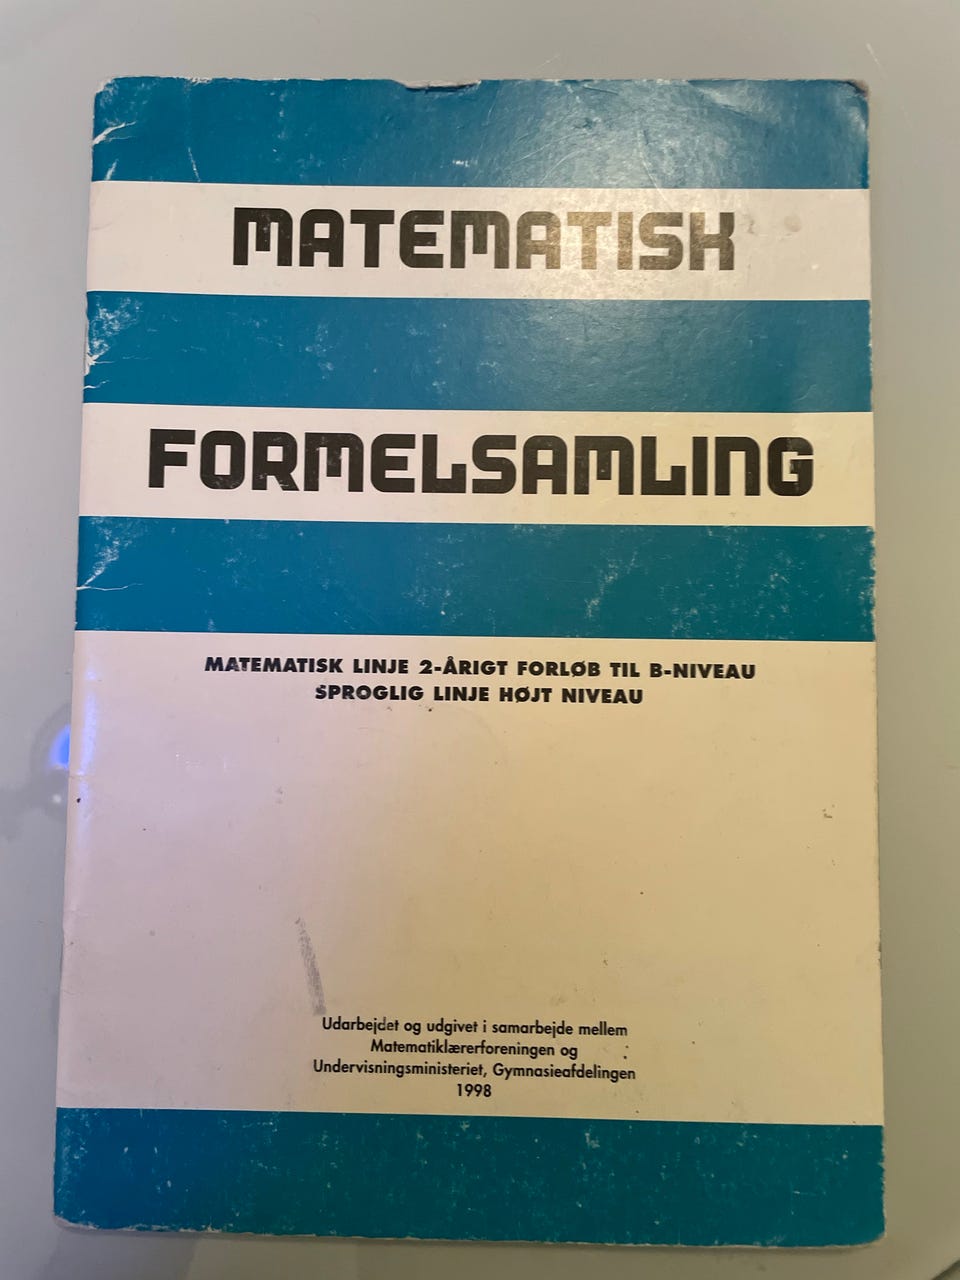 MATEMATISK
FORMELSAMLING
MATEMATISK LINJE 2-ÅRIGT FORLØB TIL B-NIVEAU
SPROGLIG LINJE HØJT NIVEAU
Udarbejdet og udgivet i samarbejde mellem
Matematiklærerforeningen og
Undervisningsministeriet, Gymnasieafdelingen
1998